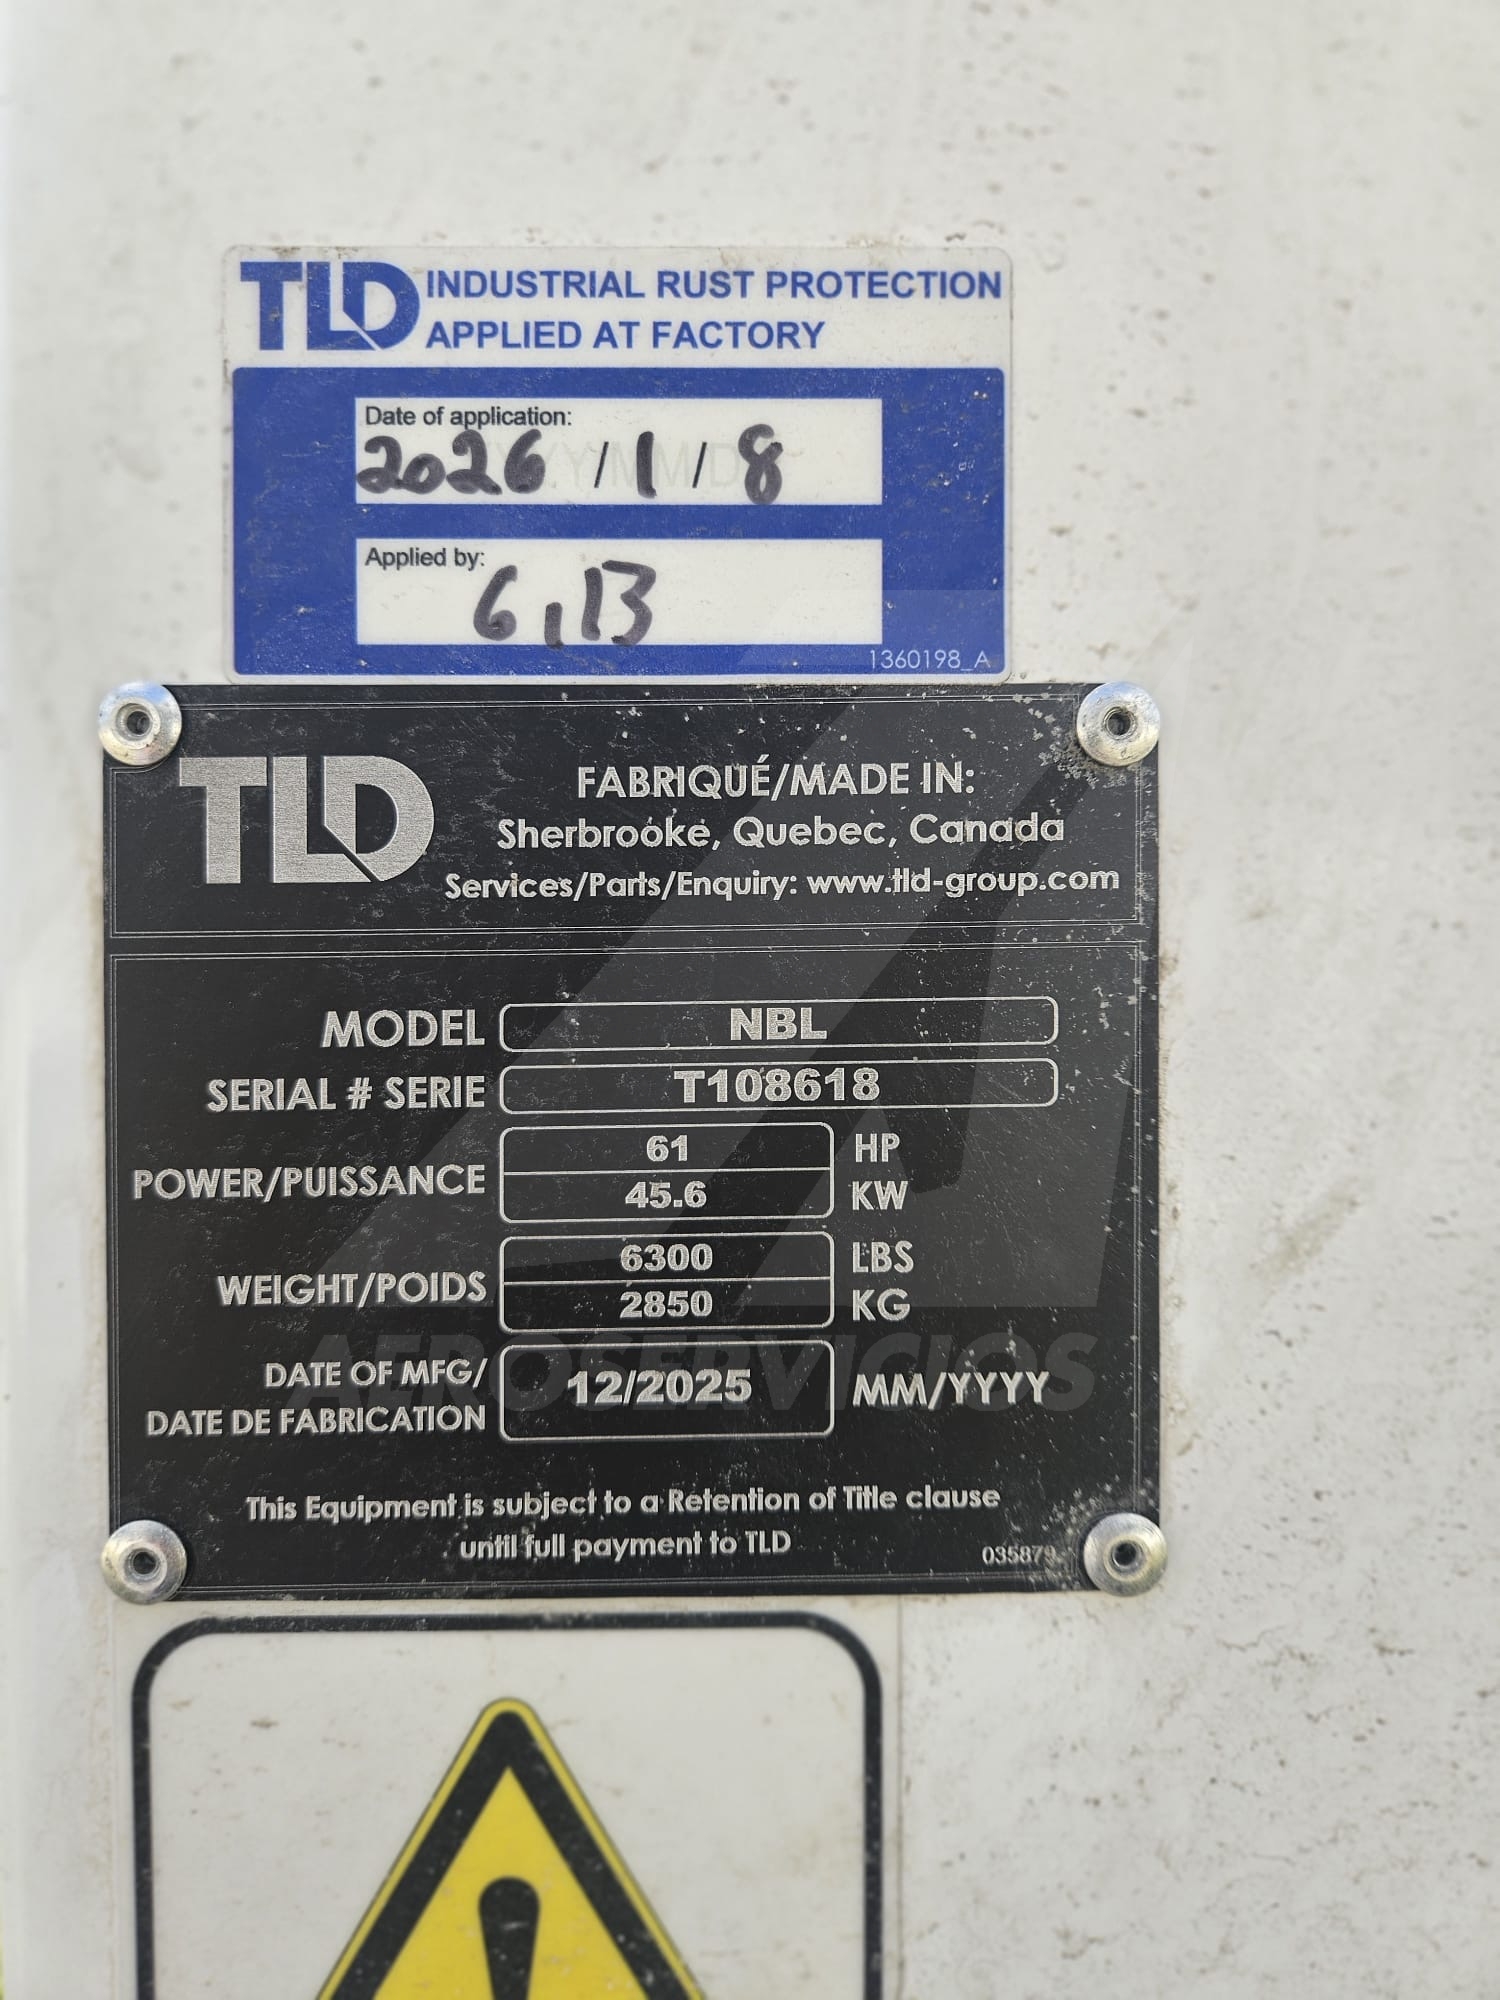 TLD INDUSTRIAL RUST PROTECTION
APPLIED AT FACTORY
Date of application:
2026/1/8
Applied by:
6,13
1360198_A
TLD
FABRIQUÉ/MADE IN:
Sherbrooke, Quebec, Canada
Services/Parts/Enquiry: www.tld-group.com
MODEL NBL
SERIAL # SERIE T108618
POWER/PUISSANCE 61 HP
45.6 KW
WEIGHT/POIDS 6300 LBS
2850 KG
DATE OF MFG/
DATE DE FABRICATION 12/2025 MM/YYYY
AEROSERVICIOS
This Equipment is subject to a Retention of Title clause
until full payment to TLD
035879